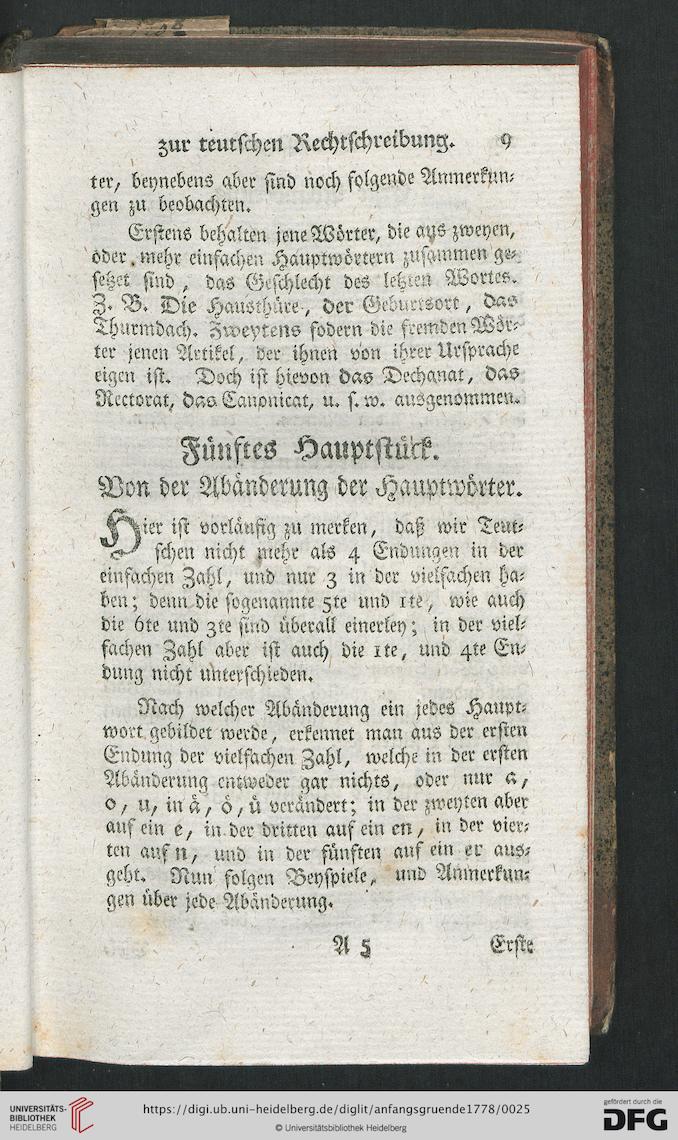 zur teutschen Rechtschreibung. 9
ter, beynebens aber sind noch folgende Anmerkun-
gen zu beobachten.
Erstens behalten jene Wörter, die aus zweyen,
oder mehr einfachen Hauptwörtern zusammen ge-
setzet sind, das Geschlecht des letzten Wortes.
Z. B. Die Hausthüre, der Geburtsort, das
Thurmdach. Zweytens fodern die fremden Wör-
ter jenen Artikel, der ihnen von ihrer Ursprache
eigen ist. Doch ist hievon das Dechanat, das
Rectorat, das Canonicat, u. s. w. ausgenommen.
Fünftes Hauptstück.
Von der Abänderung der Hauptwörter.
Hier ist vorläufig zu merken, daß wir Teut-
schen nicht mehr als 4 Endungen in der
einfachen Zahl, und nur 3 in der vielfachen ha-
ben; denn die sogenannte 5te und 1te, wie auch
die 6te und 3te sind überall einerley; in der viel-
fachen Zahl aber ist auch die 1te, und 4te En-
dung nicht unterschieden.
Nach welcher Abänderung ein jedes Haupt-
wort gebildet werde, erkennet man aus der ersten
Endung der vielfachen Zahl, welche in der ersten
Abänderung entweder gar nichts, oder nur a,
o, u, in ä, ö, ü verändert; in der zweyten aber
auf ein e, in der dritten auf ein en, in der vier-
ten auf n, und in der fünften auf ein er aus-
geht. Nun folgen Beyspiele, und Anmerkun-
gen über jede Abänderung.
A 5 Erste
UNIVERSITÄTS-
BIBLIOTHEK
HEIDELBERG
https://digi.ub.uni-heidelberg.de/diglit/anfangsgruende1778/0025
© Universitätsbibliothek Heidelberg
gefördert durch die
DFG